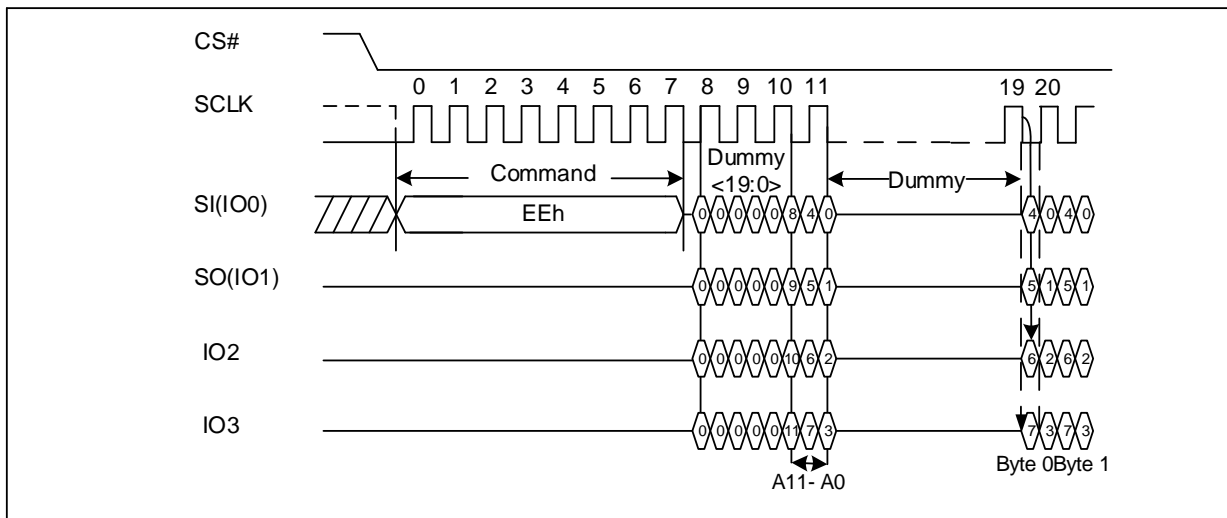 CS#
0 1 2 3 4 5 6 7 8 9 10 11 19 20
SCLK
Dummy
<19:0>
Command
Dummy
SI(IO0)
EEh
0 0 0 0 0 8 4 0 4 0 4 0
SO(IO1)
0 0 0 0 0 9 5 1 5 1 5 1
IO2
0 0 0 0 0 10 6 2 6 2 6 2
IO3
0 0 0 0 0 11 7 3 7 3 7 3
Byte 0 Byte 1
A11- A0